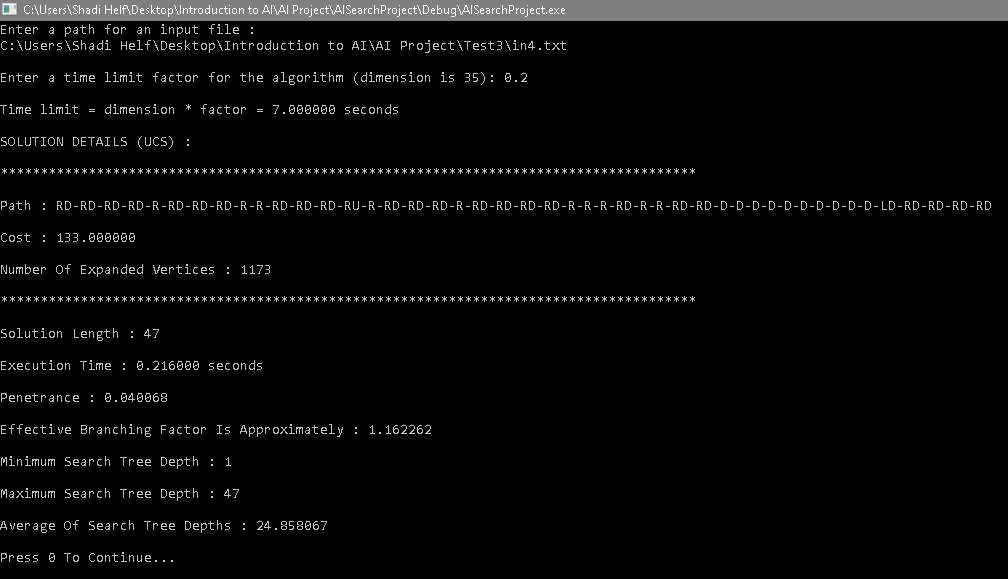 C:\Users\Shadi Helf\Desktop\Introduction to AI\AI Project\AISearchProject\Debug\AISearchProject.exe
Enter a path for an input file :
C:\Users\Shadi Helf\Desktop\Introduction to AI\AI Project\Test3\in4.txt
Enter a time limit factor for the algorithm (dimension is 35): 0.2
Time limit = dimension * factor = 7.000000 seconds
SOLUTION DETAILS (UCS) :
***************************************************************************************
Path : RD-RD-RD-RD-R-RD-RD-RD-R-R-RD-RD-RD-RU-R-RD-RD-RD-R-RD-RD-RD-RD-R-R-R-RD-R-R-RD-RD-D-D-D-D-D-D-D-D-D-D-LD-RD-RD-RD-RD
Cost : 133.000000
Number Of Expanded Vertices : 1173
***************************************************************************************
Solution Length : 47
Execution Time : 0.216000 seconds
Penetrance : 0.040068
Effective Branching Factor Is Approximately : 1.162262
Minimum Search Tree Depth : 1
Maximum Search Tree Depth : 47
Average Of Search Tree Depths : 24.858067
Press 0 To Continue...